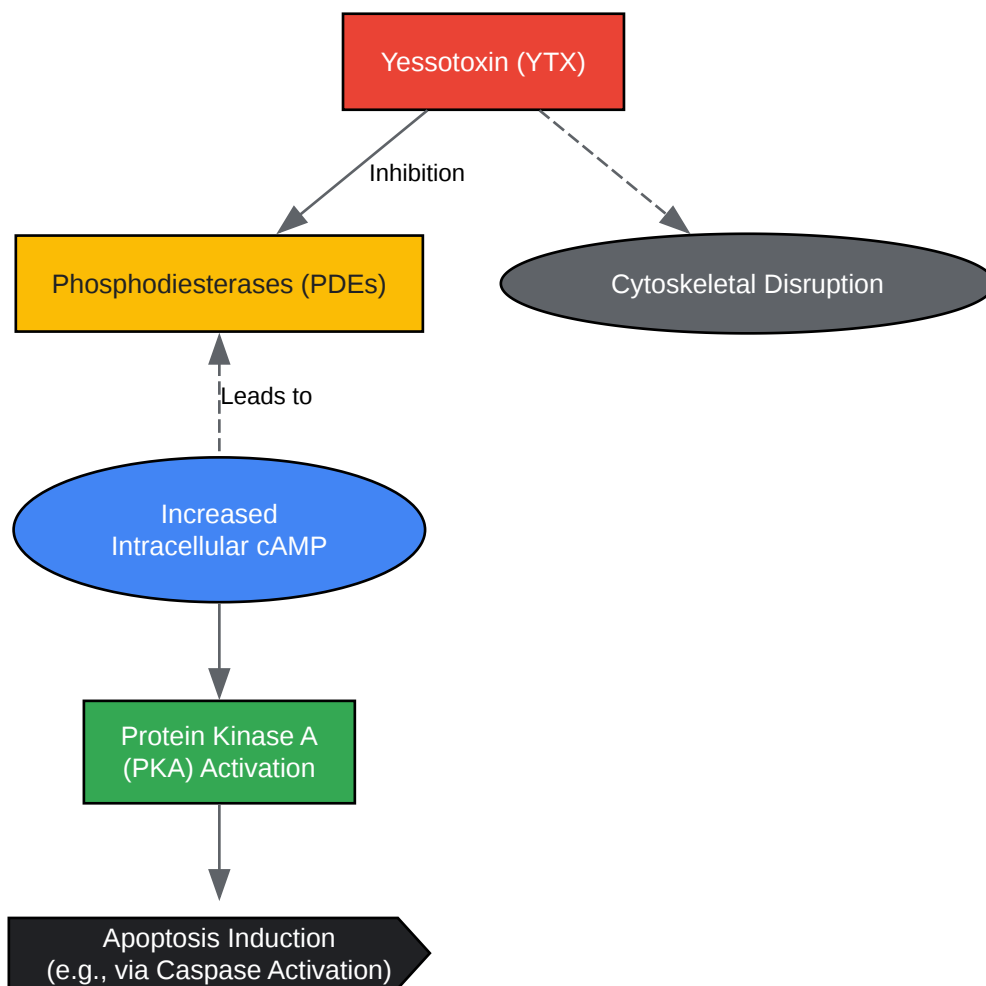 Yessotoxin (YTX)
Inhibition
Phosphodiesterases (PDEs)
Cytoskeletal Disruption
Leads to
Increased
Intracellular cAMP
Protein Kinase A
(PKA) Activation
Apoptosis Induction
(e.g., via Caspase Activation)